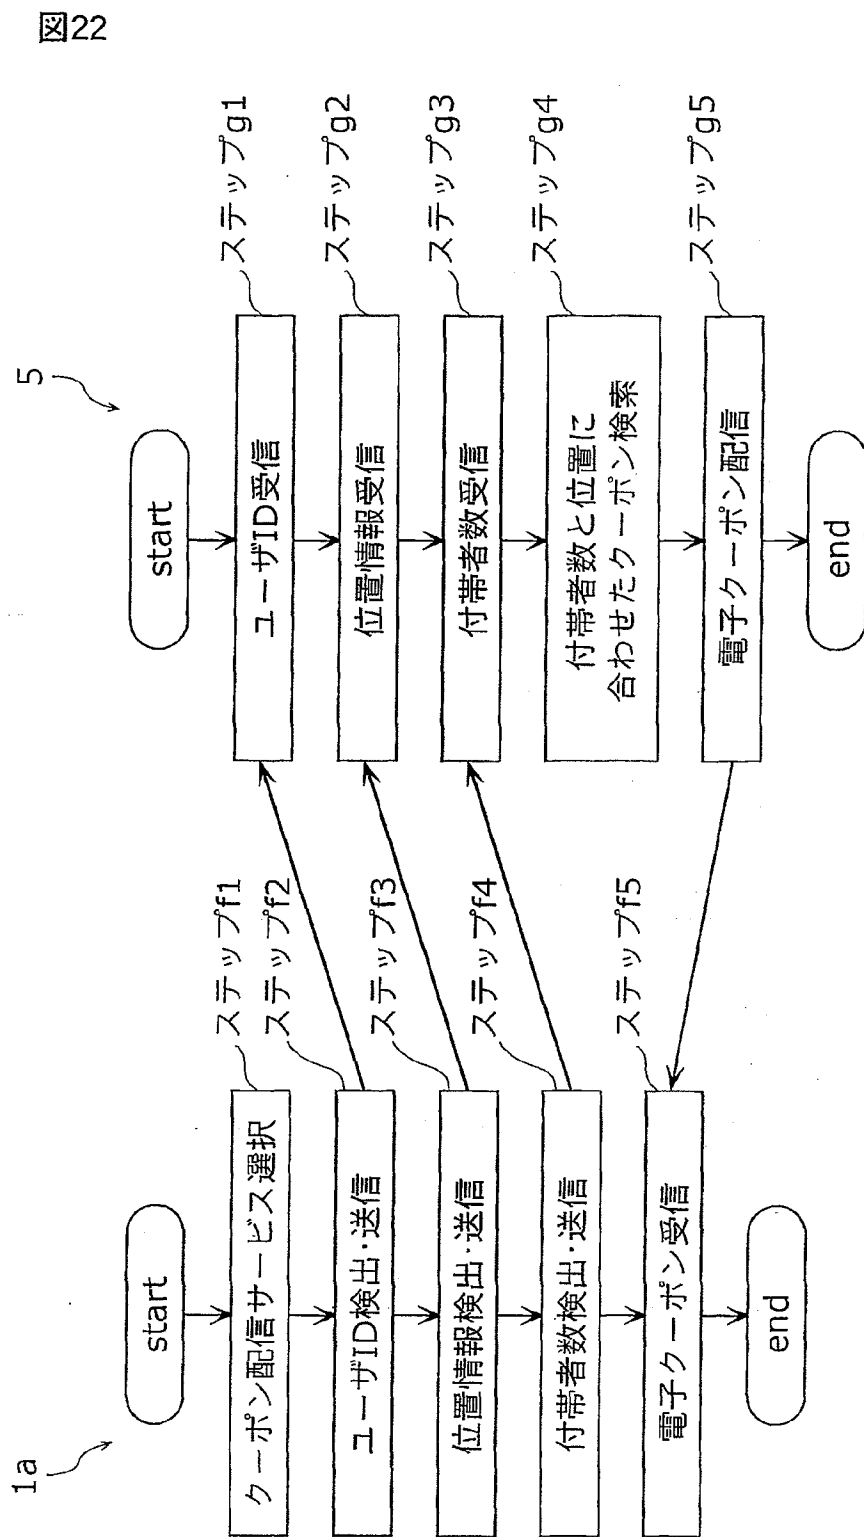 図22
1a
start
クーポン配信サービス選択
ステップf1
ユーザID検出・送信
ステップf2
位置情報検出・送信
ステップf3
付帯者数検出・送信
ステップf4
電子クーポン受信
ステップf5
end
5
start
ユーザID受信
ステップg1
位置情報受信
ステップg2
付帯者数受信
ステップg3
付帯者数と位置に
合わせたクーポン検索
ステップg4
電子クーポン配信
ステップg5
end